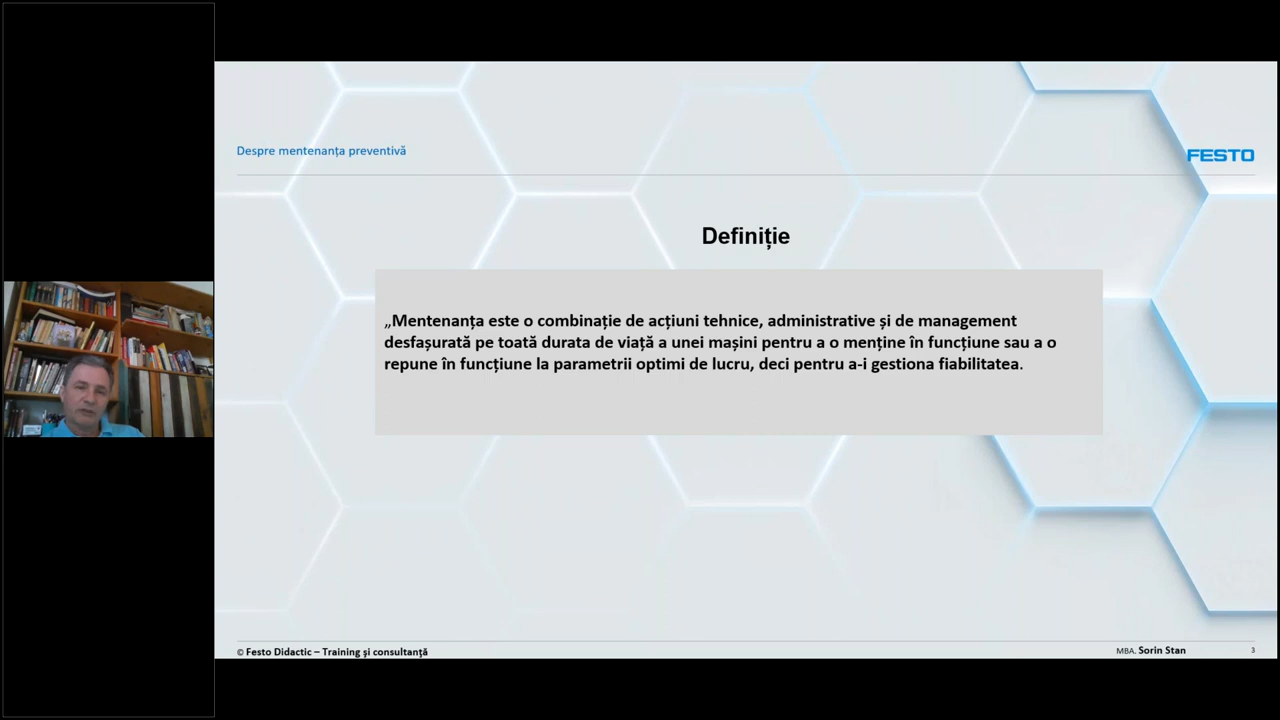 Despre mentenanța preventivă
FESTO
Definiție
„Mentenanța este o combinație de acțiuni tehnice, administrative și de management
desfașurată pe toată durata de viață a unei mașini pentru a o menține în funcțiune sau a o
repune în funcțiune la parametrii optimi de lucru, deci pentru a-i gestiona fiabilitatea.
© Festo Didactic – Training şi consultanţă
MBA. Sorin Stan
3